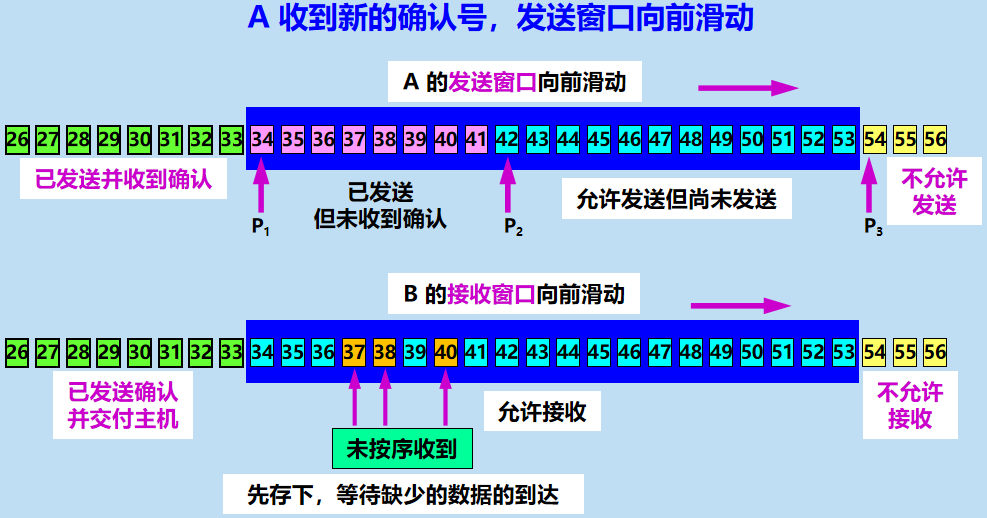 A 收到新的确认号，发送窗口向前滑动
A 的发送窗口向前滑动
26 27 28 29 30 31 32 33 34 35 36 37 38 39 40 41 42 43 44 45 46 47 48 49 50 51 52 53 54 55 56
已发送并收到确认
已发送
但未收到确认
允许发送但尚未发送
不允许
发送
P1
P2
P3
B 的接收窗口向前滑动
26 27 28 29 30 31 32 33 34 35 36 37 38 39 40 41 42 43 44 45 46 47 48 49 50 51 52 53 54 55 56
已发送确认
并交付主机
允许接收
不允许
接收
未按序收到
先存下，等待缺少的数据的到达